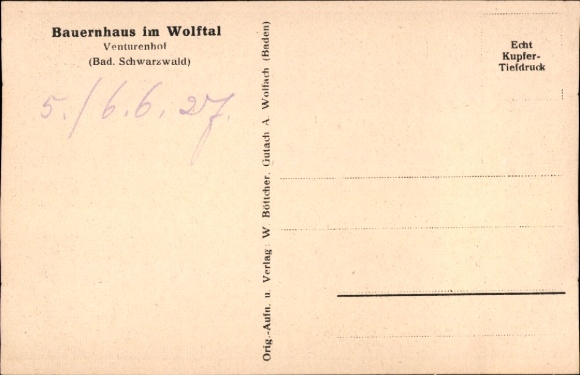 Bauernhaus im Wolftal
Venturenhof
(Bad. Schwarzwald)
5./6.6.27.
Orig.-Aufn. u. Verlag: W Böttcher, Gutach A. Wolfach (Baden)
Echt
Kupfer-
Tiefdruck